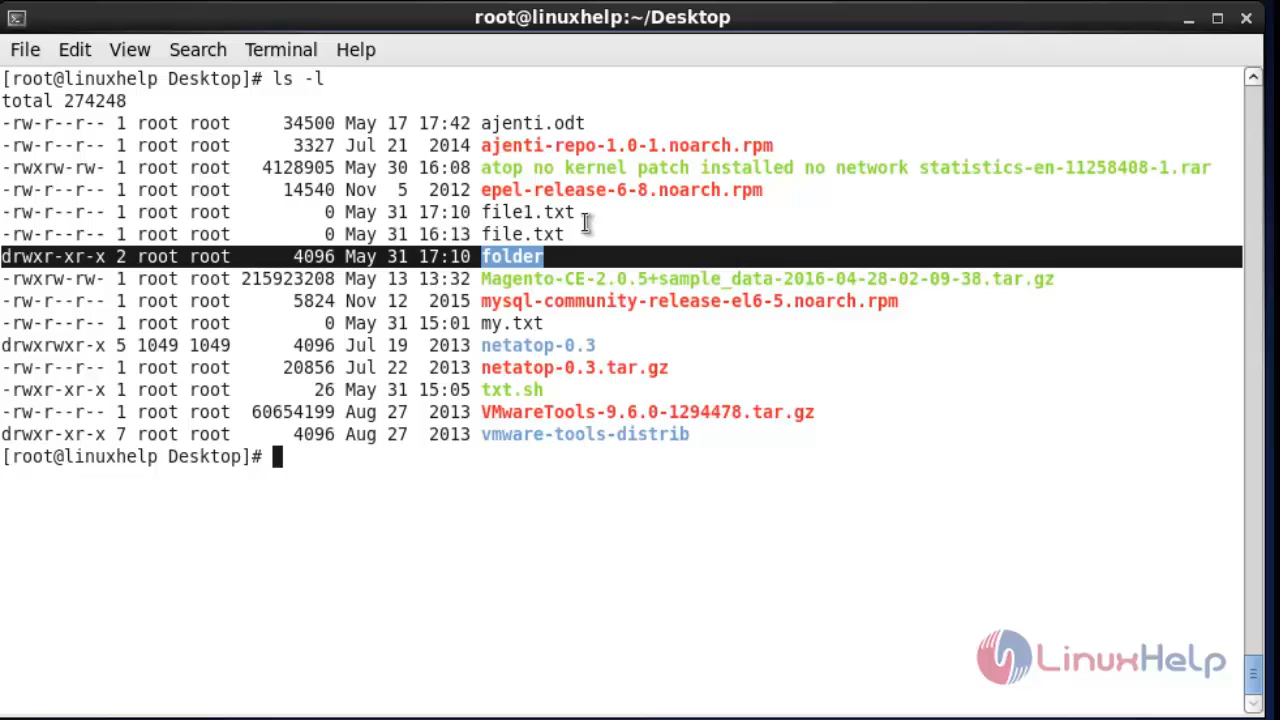 root@linuxhelp:~/Desktop
File Edit View Search Terminal Help
[root@linuxhelp Desktop]# ls -l
total 274248
-rw-r--r-- 1 root root     34500 May 17 17:42 ajenti.odt
-rw-r--r-- 1 root root      3327 Jul 21  2014 ajenti-repo-1.0-1.noarch.rpm
-rwxrw-rw- 1 root root   4128905 May 30 16:08 atop no kernel patch installed no network statistics-en-11258408-1.rar
-rw-r--r-- 1 root root     14540 Nov  5  2012 epel-release-6-8.noarch.rpm
-rw-r--r-- 1 root root         0 May 31 17:10 file1.txt
-rw-r--r-- 1 root root         0 May 31 16:13 file.txt
drwxr-xr-x 2 root root      4096 May 31 17:10 folder
-rwxrw-rw- 1 root root 215923208 May 13 13:32 Magento-CE-2.0.5+sample_data-2016-04-28-02-09-38.tar.gz
-rw-r--r-- 1 root root      5824 Nov 12  2015 mysql-community-release-el6-5.noarch.rpm
-rw-r--r-- 1 root root         0 May 31 15:01 my.txt
drwxrwxr-x 5 1049 1049      4096 Jul 19  2013 netatop-0.3
-rw-r--r-- 1 root root     20856 Jul 22  2013 netatop-0.3.tar.gz
-rwxr-xr-x 1 root root        26 May 31 15:05 txt.sh
-rw-r--r-- 1 root root  60654199 Aug 27  2013 VMwareTools-9.6.0-1294478.tar.gz
drwxr-xr-x 7 root root      4096 Aug 27  2013 vmware-tools-distrib
[root@linuxhelp Desktop]#
LinuxHelp